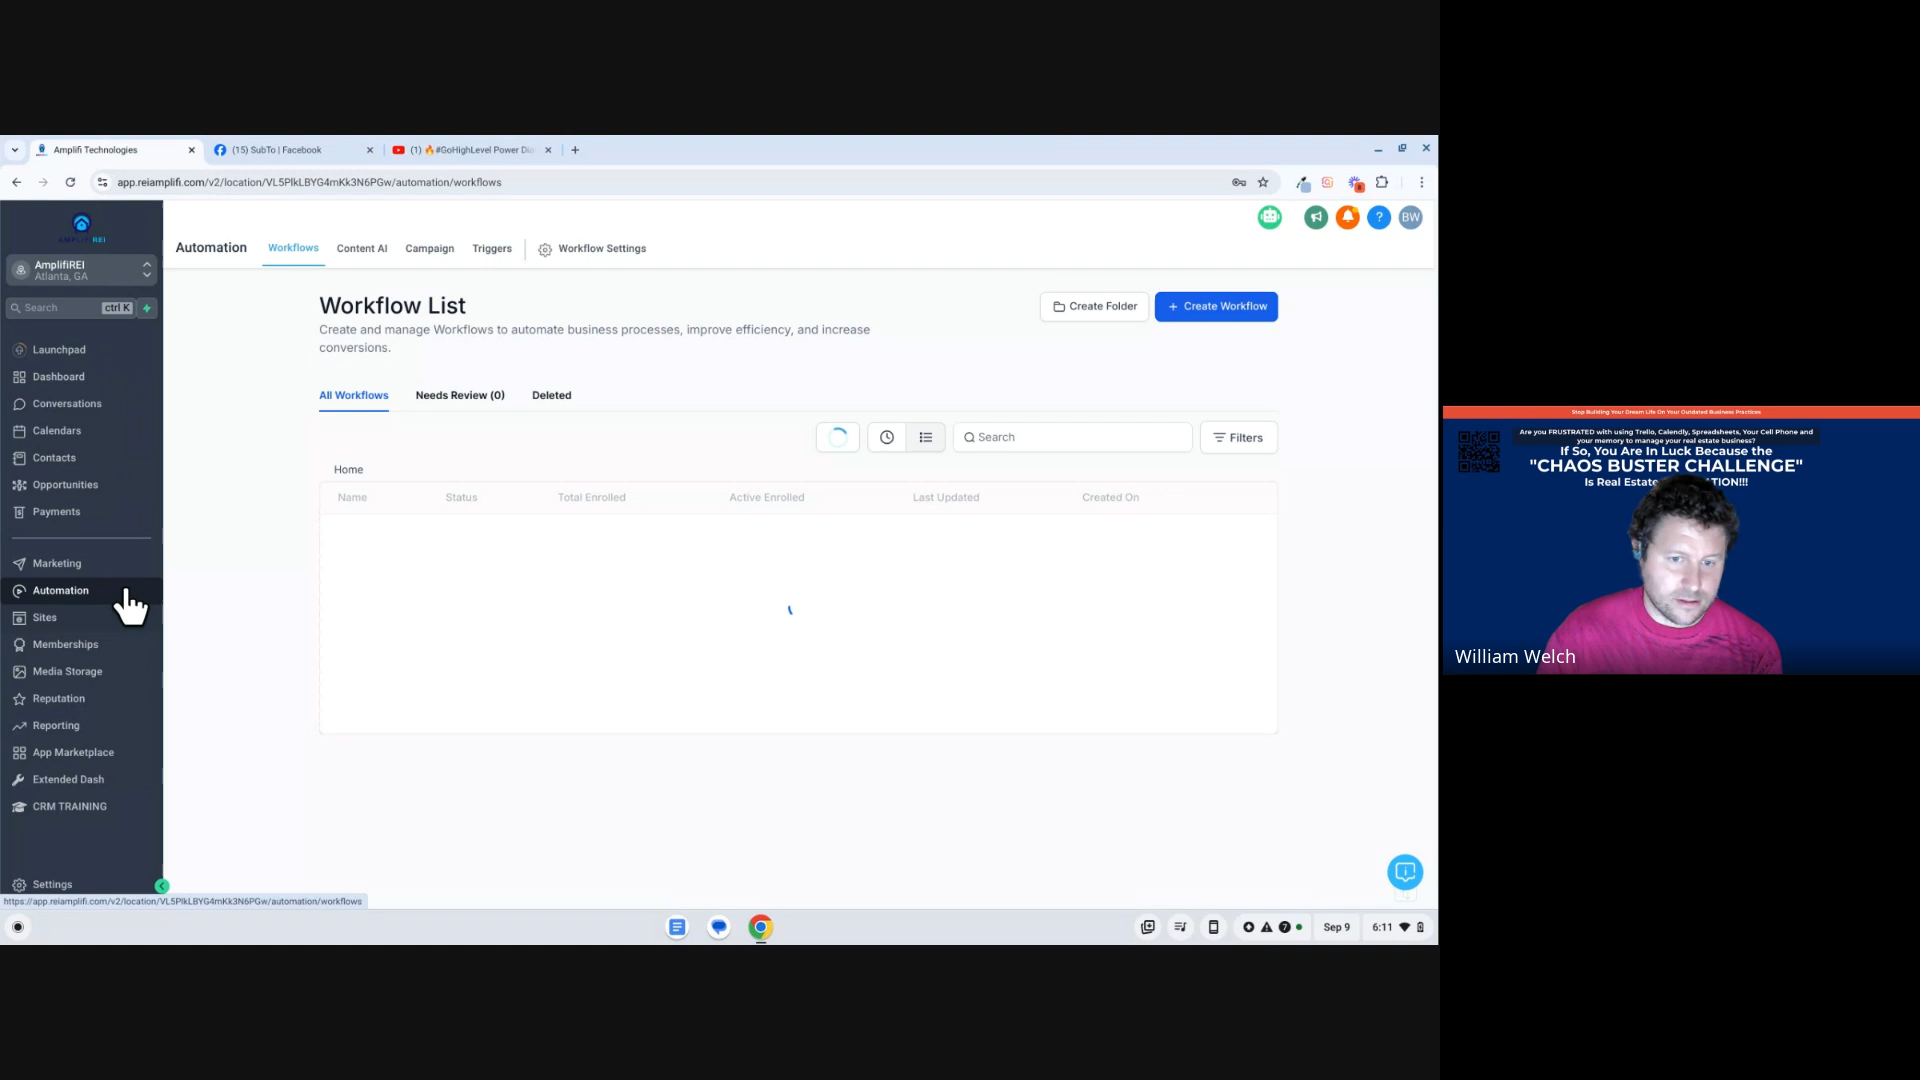 Amplifi Technologies
(15) SubTo | Facebook
(1) 🔥#GoHighLevel Power Dia
app.reiamplifi.com/v2/location/VL5PlkLBYG4mKk3N6PGw/automation/workflows
AMPLIFI REI
AmplifiREI
Atlanta, GA
Search
ctrl K
Launchpad
Dashboard
Conversations
Calendars
Contacts
Opportunities
Payments
Marketing
Automation
Sites
Memberships
Media Storage
Reputation
Reporting
App Marketplace
Extended Dash
CRM TRAINING
Settings
Automation
Workflows
Content AI
Campaign
Triggers
Workflow Settings
BW
Workflow List
Create and manage Workflows to automate business processes, improve efficiency, and increase
conversions.
Create Folder
+ Create Workflow
All Workflows
Needs Review (0)
Deleted
Search
Filters
Home
Name Status Total Enrolled Active Enrolled Last Updated Created On
https://app.reiamplifi.com/v2/location/VL5PlkLBYG4mKk3N6PGw/automation/workflows
Sep 9
6:11
Stop Building Your Dream Life On Your Outdated Business Practices
Are you FRUSTRATED with using Trello, Calendly, Spreadsheets, Your Cell Phone and
your memory to manage your real estate business?
If So, You Are In Luck Because the
"CHAOS BUSTER CHALLENGE"
Is Real Estate TION!!!
William Welch